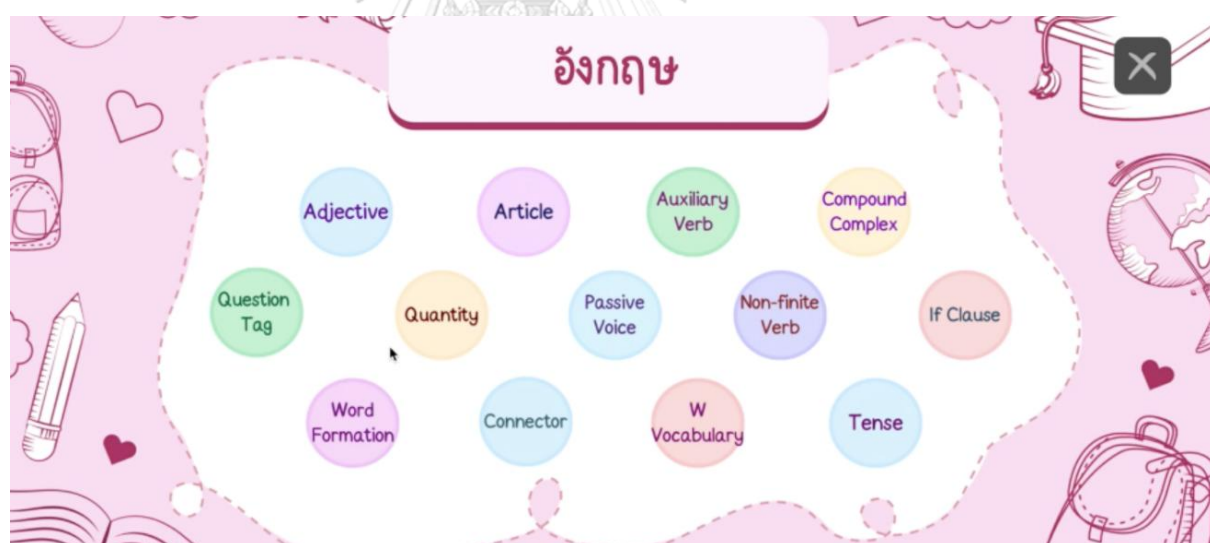 อังกฤษ
Adjective
Article
Auxiliary
Verb
Compound
Complex
Question
Tag
Quantity
Passive
Voice
Non-finite
Verb
If Clause
Word
Formation
Connector
W
Vocabulary
Tense